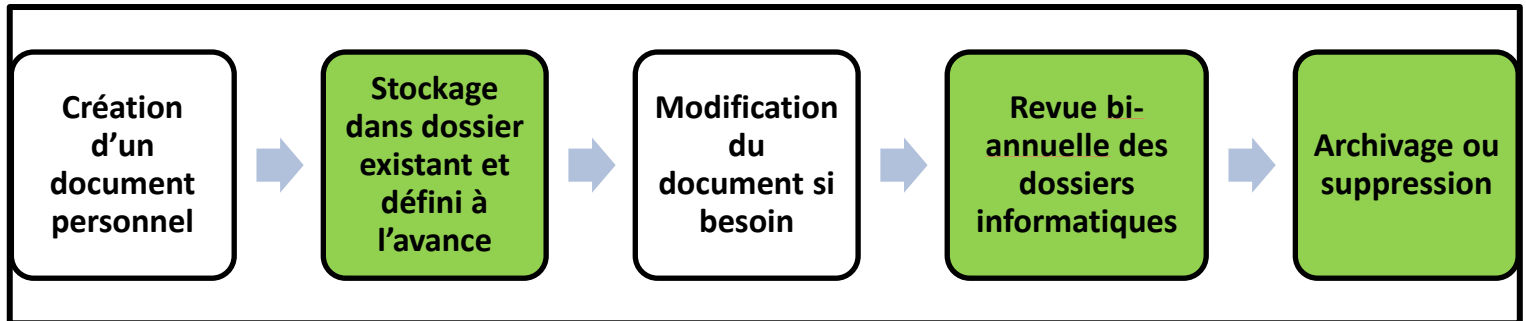 Création
d’un
document
personnel
Stockage
dans dossier
existant et
défini à
l’avance
Modification
du
document si
besoin
Revue bi-
annuelle des
dossiers
informatiques
Archivage ou
suppression